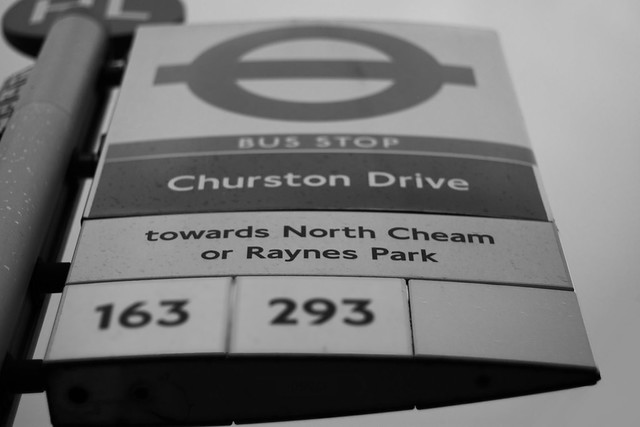 BUS STOP
Churston Drive
towards North Cheam
or Raynes Park
163 293